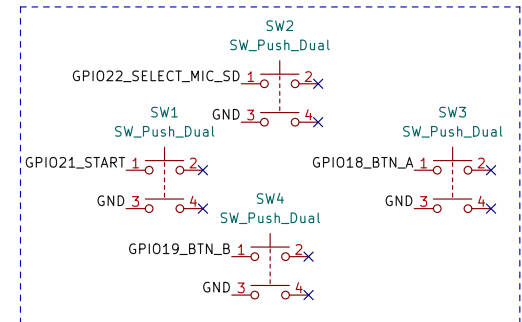 SW2
SW_Push_Dual
GPIO22_SELECT_MIC_SD 1 2
GND 3 4
SW1
SW_Push_Dual
GPIO21_START 1 2
GND 3 4
SW3
SW_Push_Dual
GPIO18_BTN_A 1 2
GND 3 4
SW4
SW_Push_Dual
GPIO19_BTN_B 1 2
GND 3 4